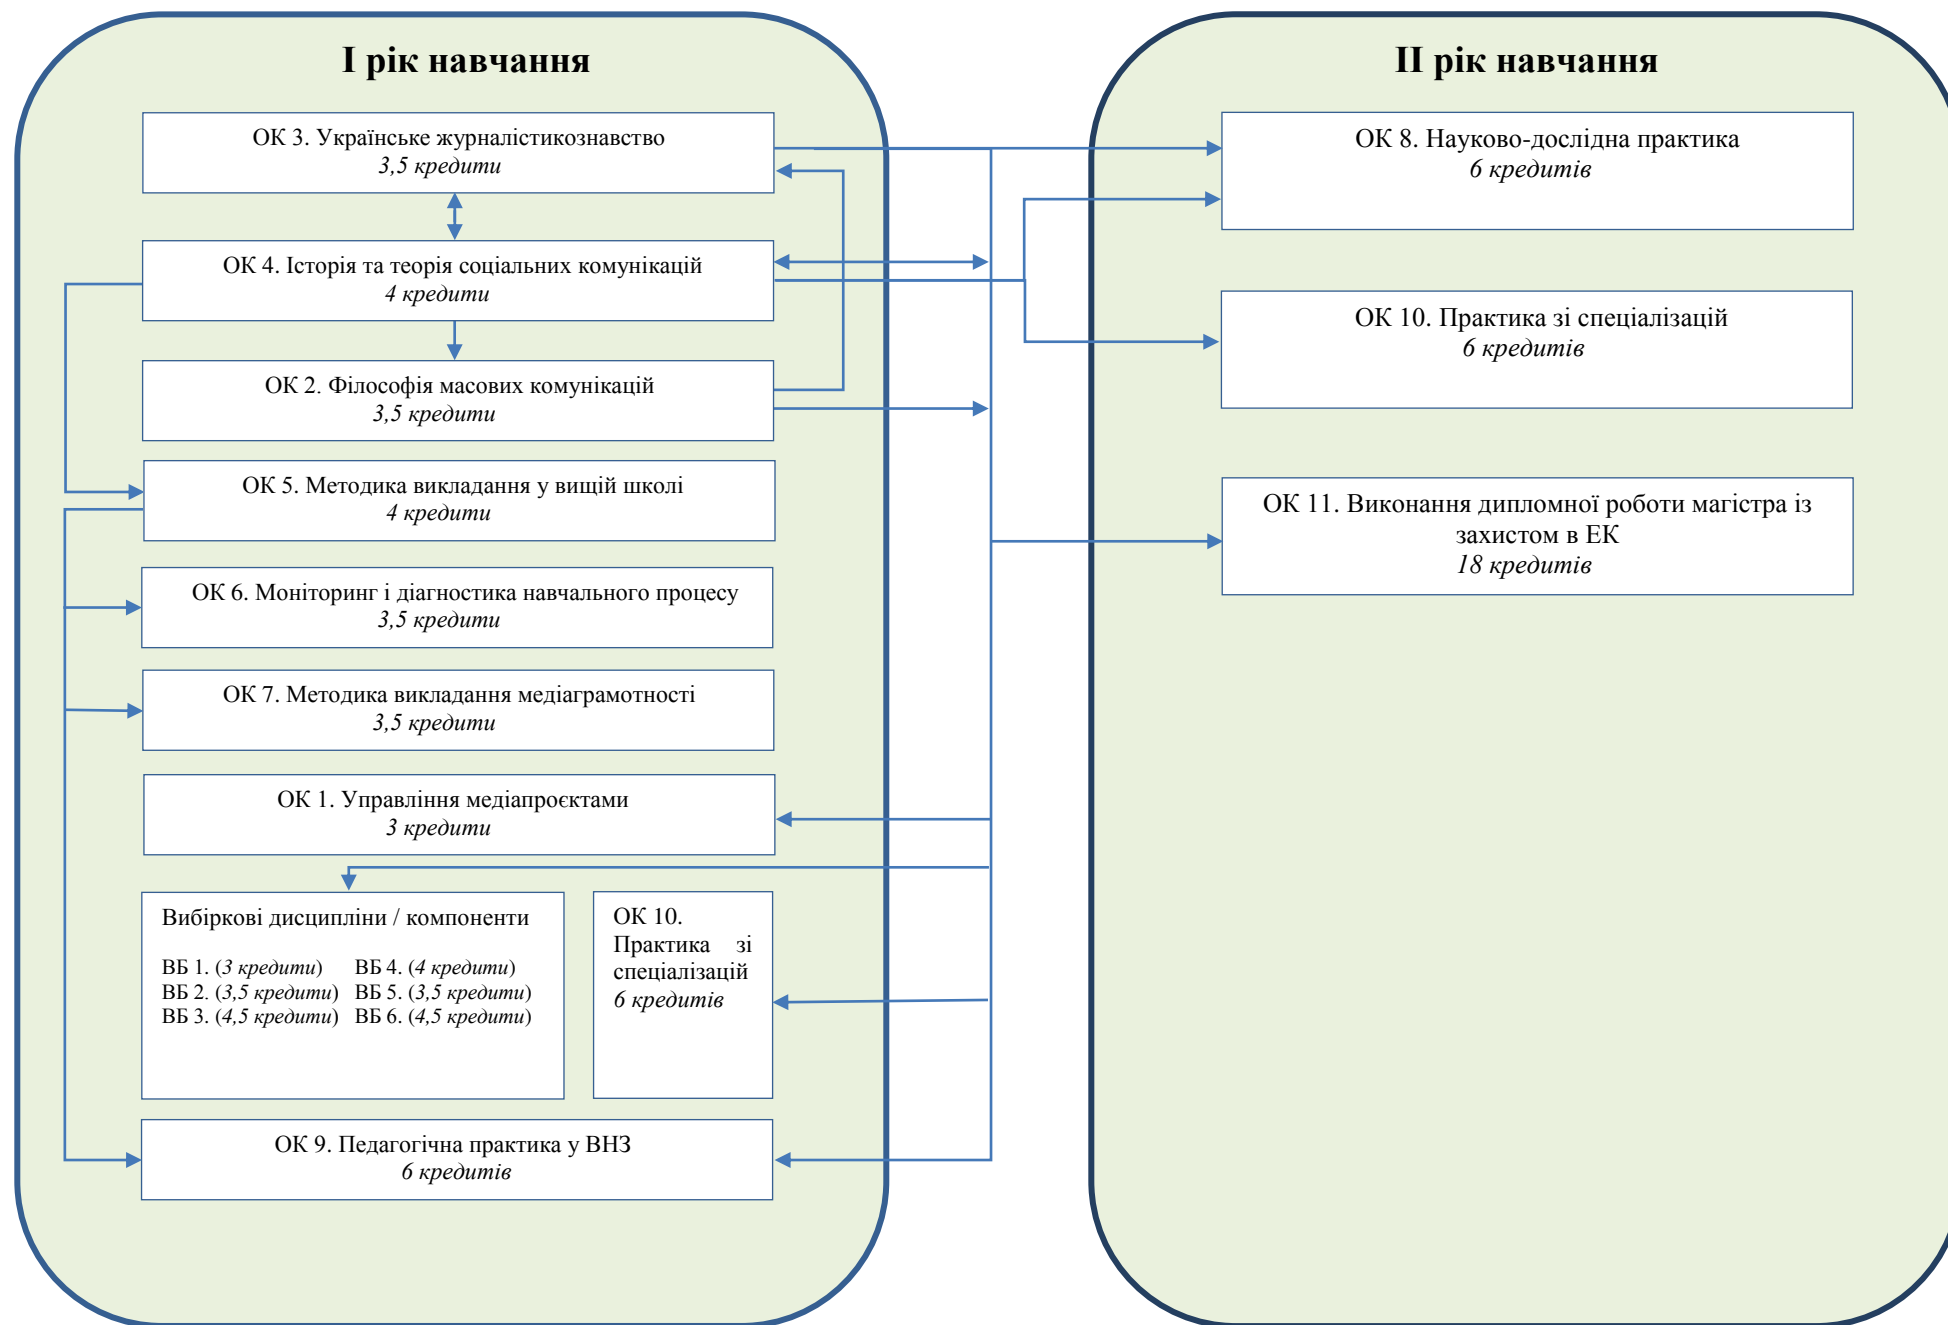 І рік навчання
ОК 3. Українське журналістикознавство
3,5 кредити
ОК 4. Історія та теорія соціальних комунікацій
4 кредити
ОК 2. Філософія масових комунікацій
3,5 кредити
ОК 5. Методика викладання у вищій школі
4 кредити
ОК 6. Моніторинг і діагностика навчального процесу
3,5 кредити
ОК 7. Методика викладання медіаграмотності
3,5 кредити
ОК 1. Управління медіапроєктами
3 кредити
Вибіркові дисципліни / компоненти
ВБ 1. (3 кредити) ВБ 4. (4 кредити)
ВБ 2. (3,5 кредити) ВБ 5. (3,5 кредити)
ВБ 3. (4,5 кредити) ВБ 6. (4,5 кредити)
ОК 10.
Практика зі
спеціалізацій
6 кредитів
ОК 9. Педагогічна практика у ВНЗ
6 кредитів
ІІ рік навчання
ОК 8. Науково-дослідна практика
6 кредитів
ОК 10. Практика зі спеціалізацій
6 кредитів
ОК 11. Виконання дипломної роботи магістра із
захистом в ЕК
18 кредитів